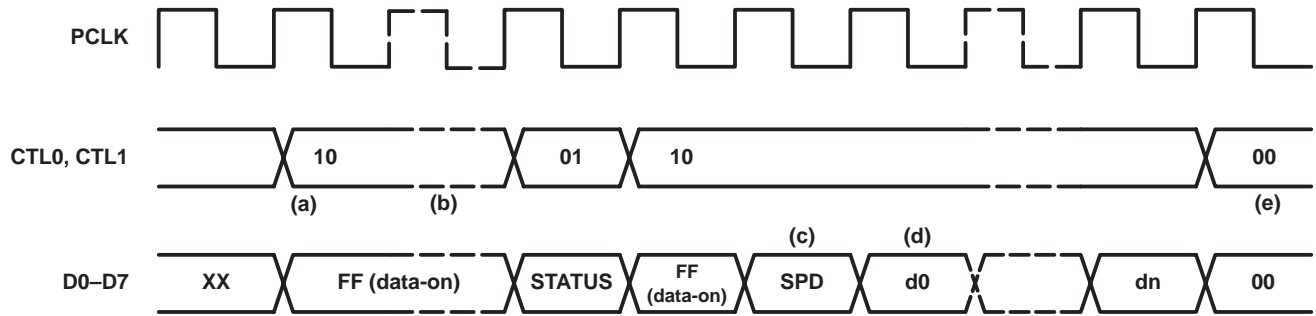 PCLK
CTL0, CTL1
10
01
10
00
(a)
(b)
(e)
(c)
(d)
D0–D7
XX
FF (data-on)
STATUS
FF
(data-on)
SPD
d0
dn
00